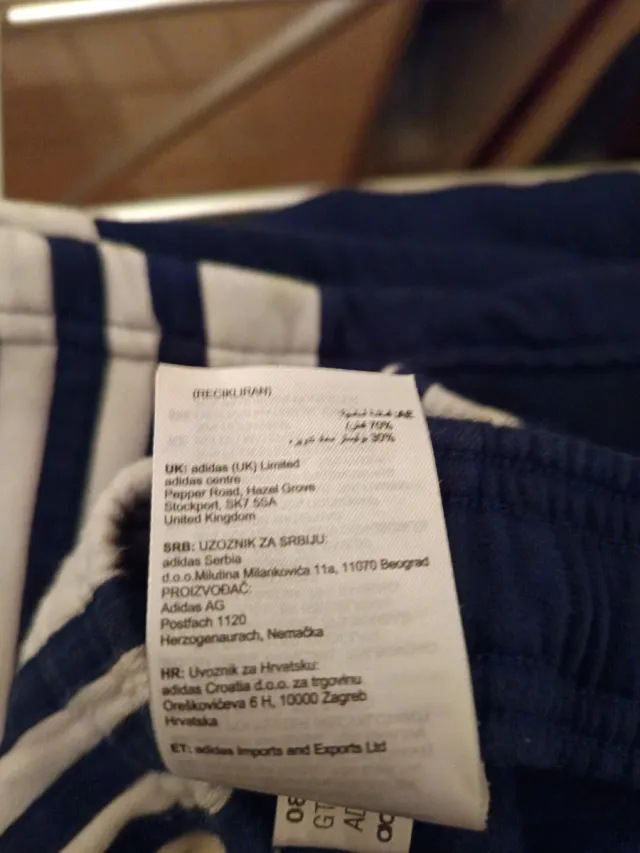 (RECIKLIRAN)
70%
30%
UK: adidas (UK) Limited
adidas centre
Pepper Road, Hazel Grove
Stockport, SK7 5SA
United Kingdom
SRB: UZOZNIK ZA SRBIJU:
adidas Serbia
d.o.o.Milutina Milankovića 11a, 11070 Beograd
PROIZVOĐAČ:
Adidas AG
Postfach 1120
Herzogenaurach, Nemačka
HR: Uvoznik za Hrvatsku:
adidas Croatia d.o.o. za trgovinu
Oreškovićeva 6 H, 10000 Zagreb
Hrvatska
ET: adidas Imports and Exports Ltd